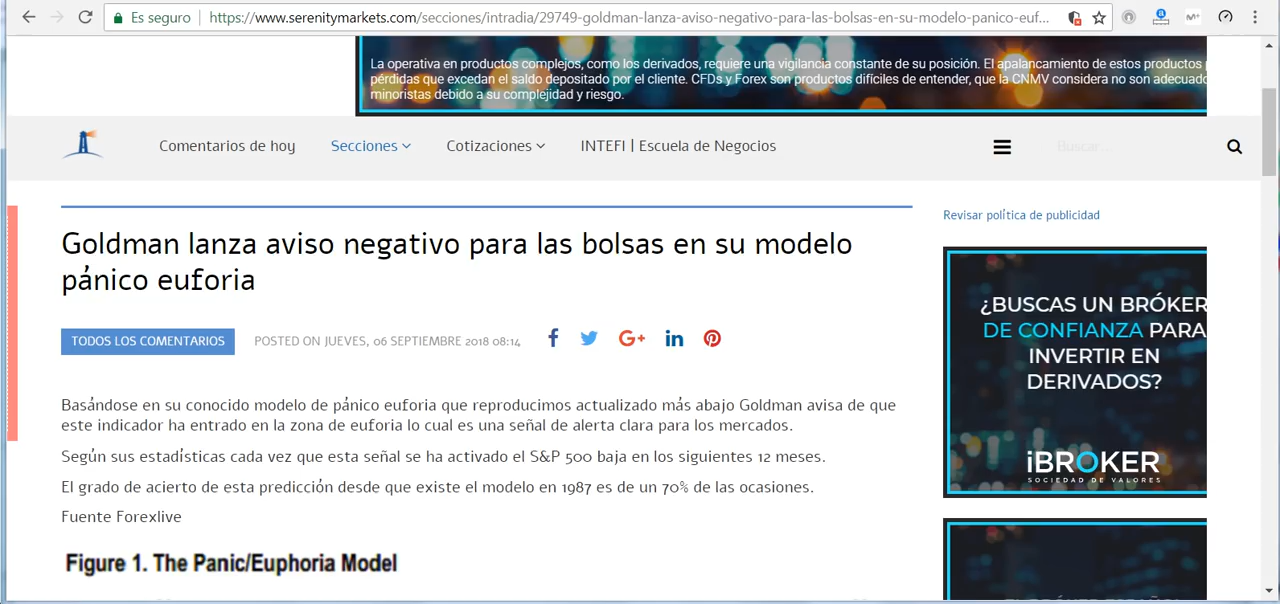 Es seguro
https://www.serenitymarkets.com/secciones/intradia/29749-goldman-lanza-aviso-negativo-para-las-bolsas-en-su-modelo-panico-euf...
La operativa en productos complejos, como los derivados, requiere una vigilancia constante de su posición. El apalancamiento de estos productos
pérdidas que excedan el saldo depositado por el cliente. CFDs y Forex son productos difíciles de entender, que la CNMV considera no son adecuado
minoristas debido a su complejidad y riesgo.
Comentarios de hoy
Secciones
Cotizaciones
INTEFI | Escuela de Negocios
Buscar...
Revisar política de publicidad
Goldman lanza aviso negativo para las bolsas en su modelo
pánico euforia
TODOS LOS COMENTARIOS
POSTED ON JUEVES, 06 SEPTIEMBRE 2018 08:14
Basándose en su conocido modelo de pánico euforia que reproducimos actualizado más abajo Goldman avisa de que
este indicador ha entrado en la zona de euforia lo cual es una señal de alerta clara para los mercados.
Según sus estadísticas cada vez que esta señal se ha activado el S&P 500 baja en los siguientes 12 meses.
El grado de acierto de esta predicción desde que existe el modelo en 1987 es de un 70% de las ocasiones.
Fuente Forexlive
Figure 1. The Panic/Euphoria Model
¿BUSCAS UN BRÓKER
DE CONFIANZA PARA
INVERTIR EN
DERIVADOS?
iBROKER
SOCIEDAD DE VALORES